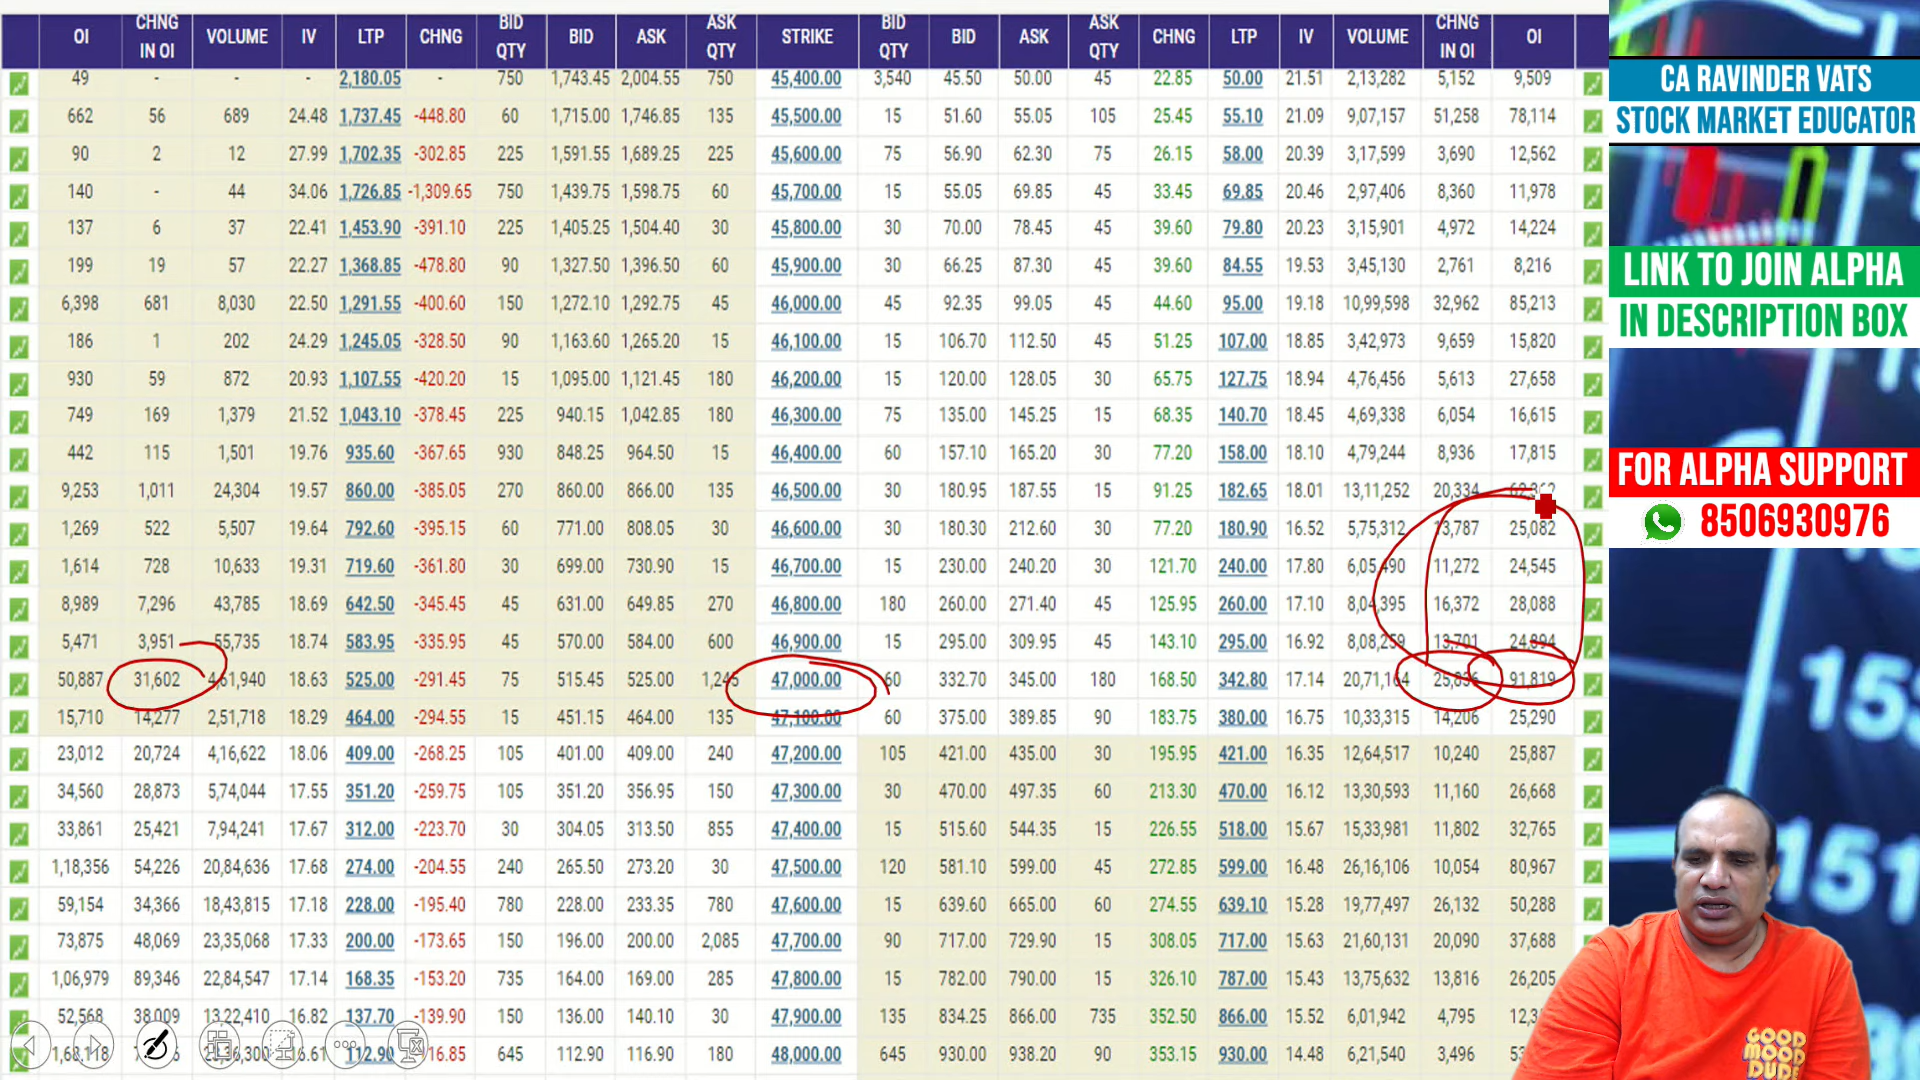 OI CHNG IN OI VOLUME IV LTP CHNG BID QTY BID ASK ASK QTY STRIKE BID QTY BID ASK ASK QTY CHNG LTP IV VOLUME CHNG IN OI OI
49 - - - 2,180.05 - 750 1,743.45 2,004.55 750 45,400.00 3,540 45.50 50.00 45 22.85 50.00 21.51 2,13,282 5,152 9,509
662 56 689 24.48 1,737.45 -448.80 60 1,715.00 1,746.85 135 45,500.00 15 51.60 55.05 105 25.45 55.10 21.09 9,07,157 51,258 78,114
90 2 12 27.99 1,702.35 -302.85 225 1,591.55 1,689.25 225 45,600.00 75 56.90 62.30 75 26.15 58.00 20.39 3,17,599 3,690 12,562
140 - 44 34.06 1,726.85 -1,309.65 750 1,439.75 1,598.75 60 45,700.00 15 55.05 69.85 45 33.45 69.85 20.46 2,97,406 8,360 11,978
137 6 37 22.41 1,453.90 -391.10 225 1,405.25 1,504.40 30 45,800.00 30 70.00 78.45 45 39.60 79.80 20.23 3,15,901 4,972 14,224
199 19 57 22.27 1,368.85 -478.80 90 1,327.50 1,396.50 60 45,900.00 30 66.25 87.30 45 39.60 84.55 19.53 3,45,130 2,761 8,216
6,398 681 8,030 22.50 1,291.55 -400.60 150 1,272.10 1,292.75 45 46,000.00 45 92.35 99.05 45 44.60 95.00 19.18 10,99,598 32,962 85,213
186 1 202 24.29 1,245.05 -328.50 90 1,163.60 1,265.20 15 46,100.00 15 106.70 112.50 45 51.25 107.00 18.85 3,42,973 9,659 15,820
930 59 872 20.93 1,107.55 -420.20 15 1,095.00 1,121.45 180 46,200.00 15 120.00 128.05 30 65.75 127.75 18.94 4,76,456 5,613 27,658
749 169 1,379 21.52 1,043.10 -378.45 225 940.15 1,042.85 180 46,300.00 75 135.00 145.25 15 68.35 140.70 18.45 4,69,338 6,054 16,615
442 115 1,501 19.76 935.60 -367.65 930 848.25 964.50 15 46,400.00 60 157.10 165.20 30 77.20 158.00 18.10 4,79,244 8,936 17,815
9,253 1,011 24,304 19.57 860.00 -385.05 270 860.00 866.00 135 46,500.00 30 180.95 187.55 15 91.25 182.65 18.01 13,11,252 20,334
1,269 522 5,507 19.64 792.60 -395.15 60 771.00 808.05 30 46,600.00 30 180.30 212.60 30 77.20 180.90 16.52 5,75,312 13,787 25,082
1,614 728 10,633 19.31 719.60 -361.80 30 699.00 730.90 15 46,700.00 15 230.00 240.20 30 121.70 240.00 17.80 6,05,490 11,272 24,545
8,989 7,296 43,785 18.69 642.50 -345.45 45 631.00 649.85 270 46,800.00 180 260.00 271.40 45 125.95 260.00 17.10 8,04,395 16,372 28,088
5,471 3,951 55,735 18.74 583.95 -335.95 45 570.00 584.00 600 46,900.00 15 295.00 309.95 45 143.10 295.00 16.92 8,08,259 13,701 24,894
50,887 31,602 4,61,940 18.63 525.00 -291.45 75 515.45 525.00 1,245 47,000.00 60 332.70 345.00 180 168.50 342.80 17.14 20,71,164 25,836 91,819
15,710 14,277 2,51,718 18.29 464.00 -294.55 15 451.15 464.00 135 47,100.00 60 375.00 389.85 90 183.75 380.00 16.75 10,33,315 14,206 25,290
23,012 20,724 4,16,622 18.06 409.00 -268.25 105 401.00 409.00 240 47,200.00 105 421.00 435.00 30 195.95 421.00 16.35 12,64,517 10,240 25,887
34,560 28,873 5,74,044 17.55 351.20 -259.75 105 351.20 356.95 150 47,300.00 30 470.00 497.35 60 213.30 470.00 16.12 13,30,593 11,160 26,668
33,861 25,421 7,94,241 17.67 312.00 -223.70 30 304.05 313.50 855 47,400.00 15 515.60 544.35 15 226.55 518.00 15.67 15,33,981 11,802 32,765
1,18,356 54,226 20,84,636 17.68 274.00 -204.55 240 265.50 273.20 30 47,500.00 120 581.10 599.00 45 272.85 599.00 16.48 26,16,106 10,054 80,967
59,154 34,366 18,43,815 17.18 228.00 -195.40 780 228.00 233.35 780 47,600.00 15 639.60 665.00 60 274.55 639.10 15.28 19,77,497 26,132 50,288
73,875 48,069 23,35,068 17.33 200.00 -173.65 150 196.00 200.00 2,085 47,700.00 90 717.00 729.90 15 308.05 717.00 15.63 21,60,131 20,090 37,688
1,06,979 89,346 22,84,547 17.14 168.35 -153.20 735 164.00 169.00 285 47,800.00 15 782.00 790.00 15 326.10 787.00 15.43 13,75,632 13,816 26,205
52,568 38,009 13,22,410 16.82 137.70 -139.90 150 136.00 140.10 30 47,900.00 135 834.25 866.00 735 352.50 866.00 15.52 6,01,942 4,795
1,68,118 112.90 645 112.90 116.90 180 48,000.00 645 930.00 938.20 90 353.15 930.00 14.48 6,21,540 3,496
CA RAVINDER VATS
STOCK MARKET EDUCATOR
LINK TO JOIN ALPHA
IN DESCRIPTION BOX
FOR ALPHA SUPPORT
8506930976
GOOD
MOOD
DUDE